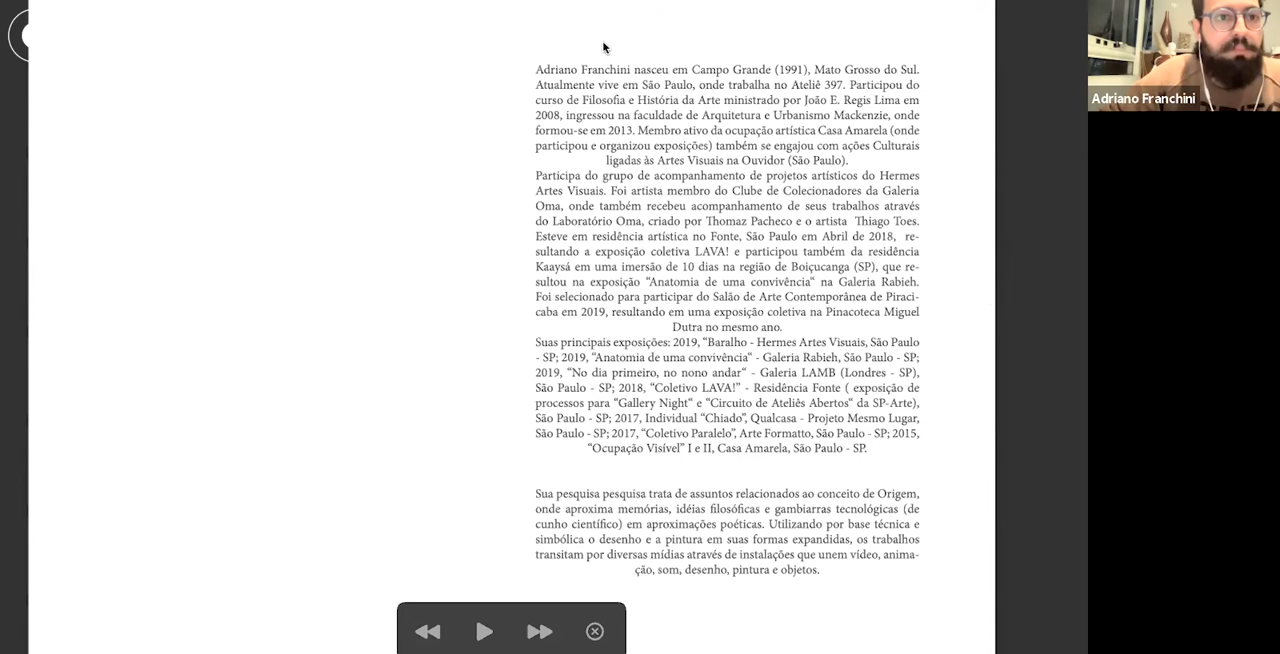 Adriano Franchini nasceu em Campo Grande (1991), Mato Grosso do Sul.
Atualmente vive em São Paulo, onde trabalha no Ateliê 397. Participou do
curso de Filosofia e História da Arte ministrado por João E. Regis Lima em
2008, ingressou na faculdade de Arquitetura e Urbanismo Mackenzie, onde
formou-se em 2013. Membro ativo da ocupação artística Casa Amarela (onde
participou e organizou exposições) também se engajou com ações Culturais
ligadas às Artes Visuais na Ouvidor (São Paulo).
Participa do grupo de acompanhamento de projetos artísticos do Hermes
Artes Visuais. Foi artista membro do Clube de Colecionadores da Galeria
Oma, onde também recebeu acompanhamento de seus trabalhos através
do Laboratório Oma, criado por Thomaz Pacheco e o artista Thiago Toes.
Esteve em residência artística no Fonte, São Paulo em Abril de 2018, re-
sultando a exposição coletiva LAVA! e participou também da residência
Kaaysá em uma imersão de 10 dias na região de Boiçucanga (SP), que re-
sultou na exposição “Anatomia de uma convivência“ na Galeria Rabieh.
Foi selecionado para participar do Salão de Arte Contemporânea de Piraci-
caba em 2019, resultando em uma exposição coletiva na Pinacoteca Miguel
Dutra no mesmo ano.
Suas principais exposições: 2019, “Baralho - Hermes Artes Visuais, São Paulo
- SP; 2019, “Anatomia de uma convivência“ - Galeria Rabieh, São Paulo - SP;
2019, “No dia primeiro, no nono andar“ - Galeria LAMB (Londres - SP),
São Paulo - SP; 2018, “Coletivo LAVA!” - Residência Fonte ( exposição de
processos para “Gallery Night“ e “Circuito de Ateliês Abertos“ da SP-Arte),
São Paulo - SP; 2017, Individual “Chiado”, Qualcasa - Projeto Mesmo Lugar,
São Paulo - SP; 2017, “Coletivo Paralelo”, Arte Formatto, São Paulo - SP; 2015,
“Ocupação Visível” I e II, Casa Amarela, São Paulo - SP.
Sua pesquisa pesquisa trata de assuntos relacionados ao conceito de Origem,
onde aproxima memórias, idéias filosóficas e gambiarras tecnológicas (de
cunho científico) em aproximações poéticas. Utilizando por base técnica e
simbólica o desenho e a pintura em suas formas expandidas, os trabalhos
transitam por diversas mídias através de instalações que unem vídeo, anima-
ção, som, desenho, pintura e objetos.
Adriano Franchini